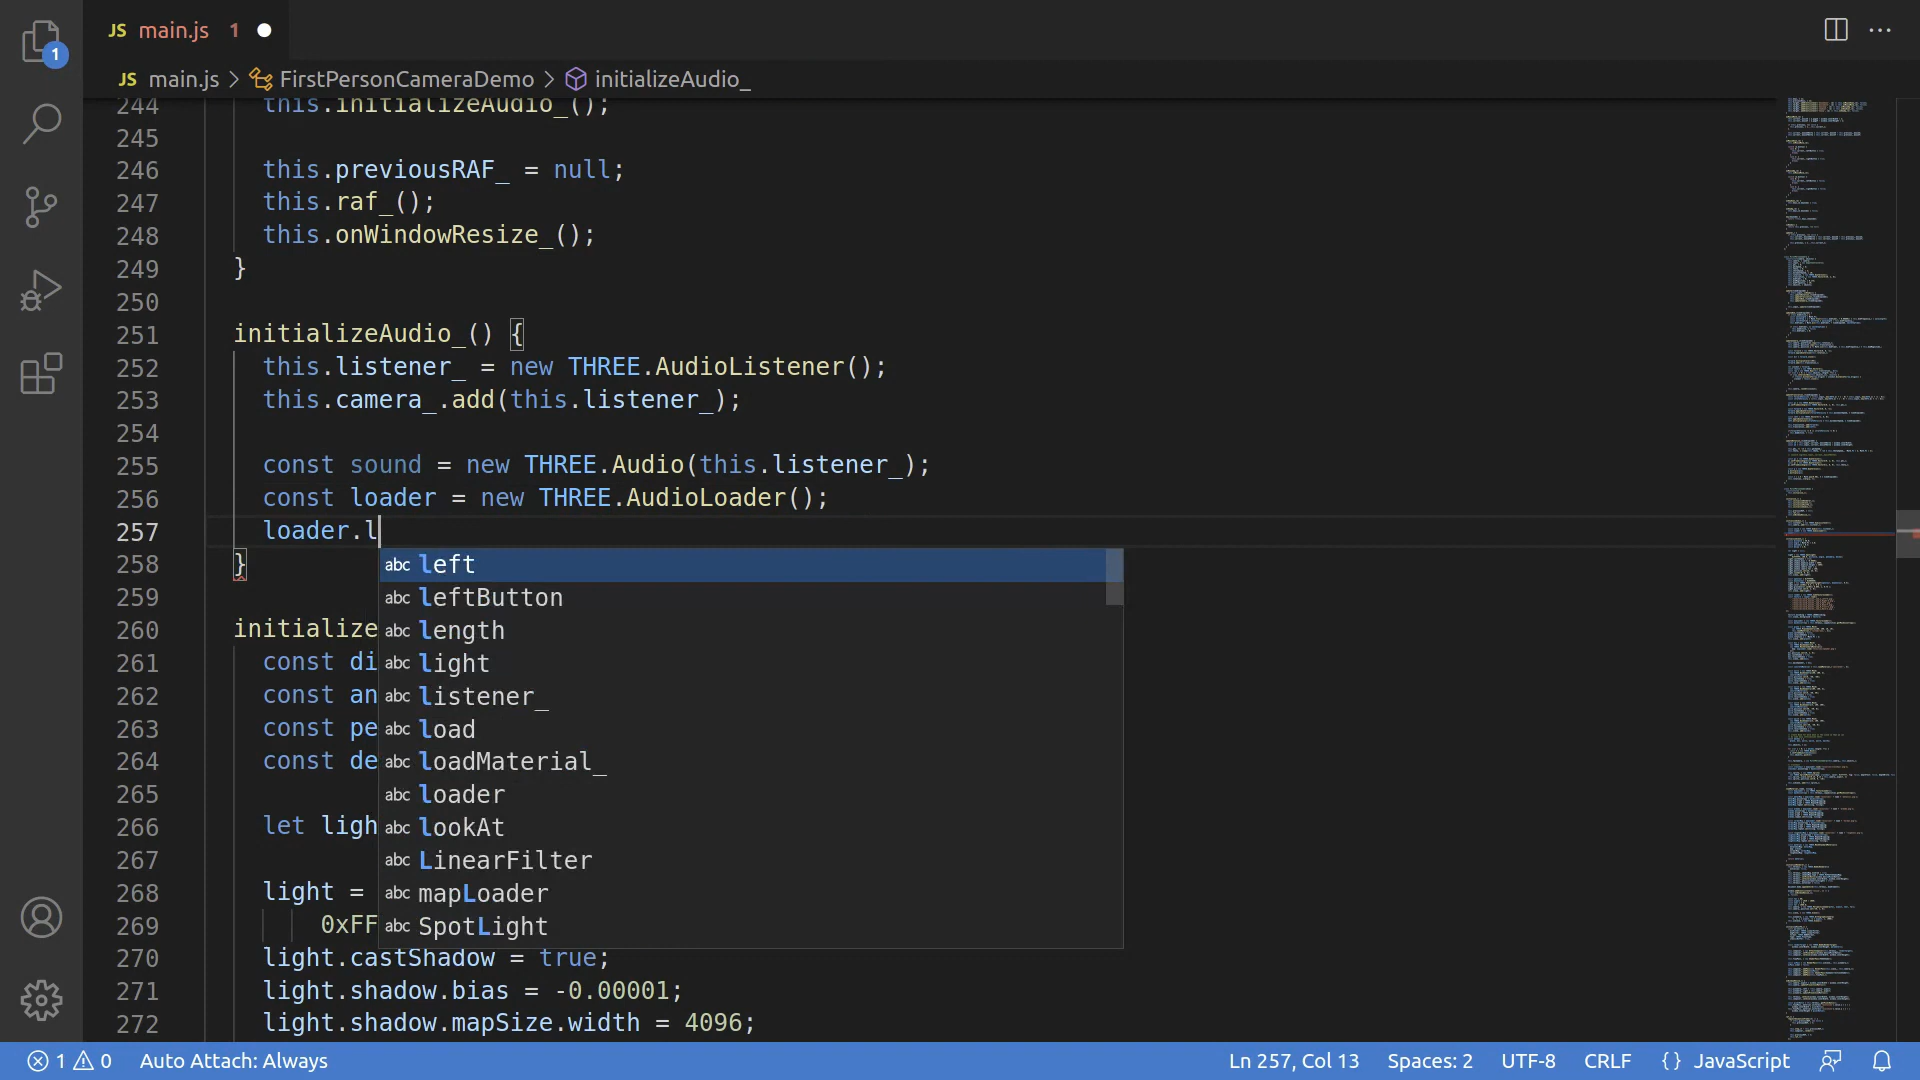 JS main.js 1
1
JS main.js > FirstPersonCameraDemo > initializeAudio_
244 this.initializeAudio_();
245
246 this.previousRAF_ = null;
247 this.raf_();
248 this.onWindowResize_();
249 }
250
251 initializeAudio_() {
252 this.listener_ = new THREE.AudioListener();
253 this.camera_.add(this.listener_);
254
255 const sound = new THREE.Audio(this.listener_);
256 const loader = new THREE.AudioLoader();
257 loader.l
258 }
abc left
259
abc leftButton
260 initialize
abc length
261 const di
abc light
262 const an
abc listener_
263 const pe
abc load
264 const de
abc loadMaterial_
265
abc loader
266 let ligh
abc lookAt
267
abc LinearFilter
268 light =
abc mapLoader
269 0xFF
abc SpotLight
270 light.castShadow = true;
271 light.shadow.bias = -0.00001;
272 light.shadow.mapSize.width = 4096;
1 0 Auto Attach: Always Ln 257, Col 13 Spaces: 2 UTF-8 CRLF {} JavaScript